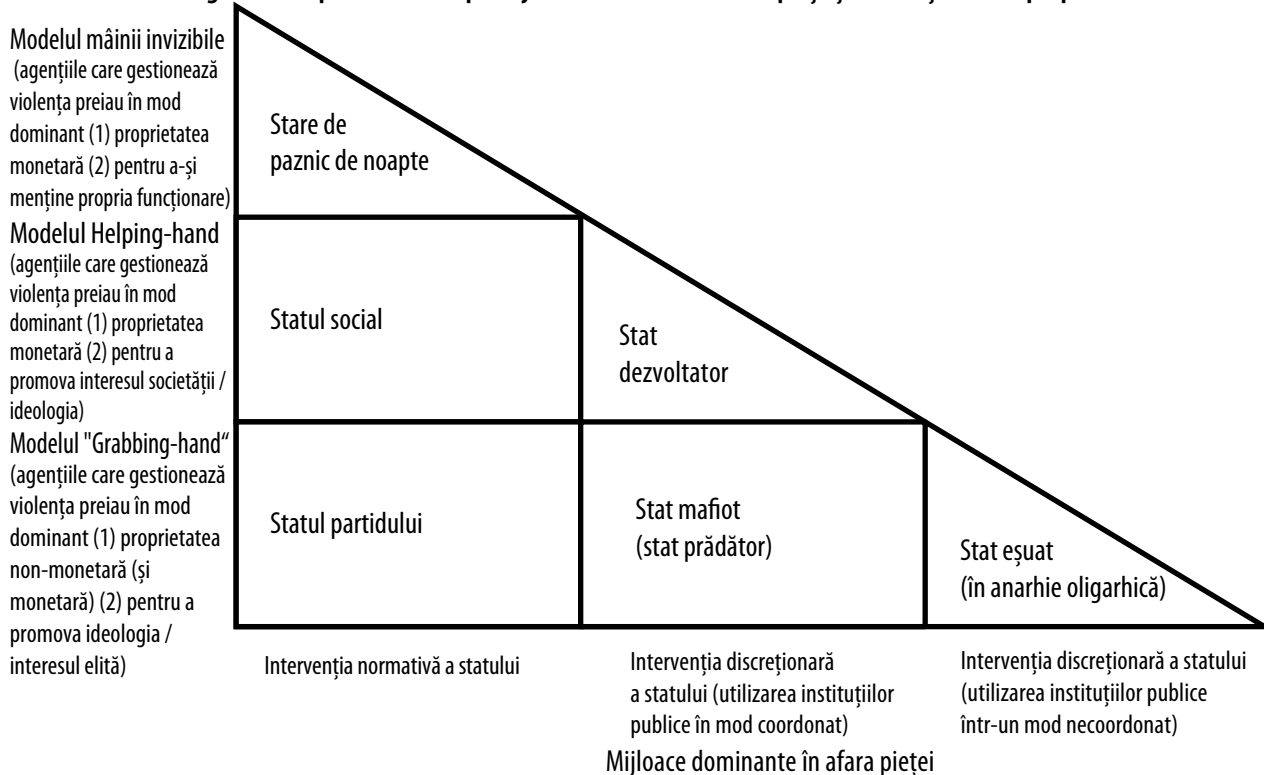 Modelul mâinii invizibile
(agențiile care gestionează
violența preiau în mod
dominant (1) proprietatea
monetară (2) pentru a-și
menține propria funcționare)
Stare de
paznic de noapte
Modelul Helping-hand
(agențiile care gestionează
violența preiau în mod
dominant (1) proprietatea
monetară (2) pentru a
promova interesul societății /
ideologia)
Statul social
Stat
dezvoltator
Modelul "Grabbing-hand“
(agențiile care gestionează
violența preiau în mod
dominant (1) proprietatea
non-monetară (și
monetară) (2) pentru a
promova ideologia /
interesul elită)
Statul partidului
Stat mafiot
(stat prădător)
Stat eșuat
(în anarhie oligarhică)
Intervenția normativă a statului
Intervenția discreționară
a statului (utilizarea instituțiilor
publice în mod coordonat)
Intervenția discreționară a statului
(utilizarea instituțiilor publice
într-un mod necoordonat)
Mijloace dominante în afara pieței